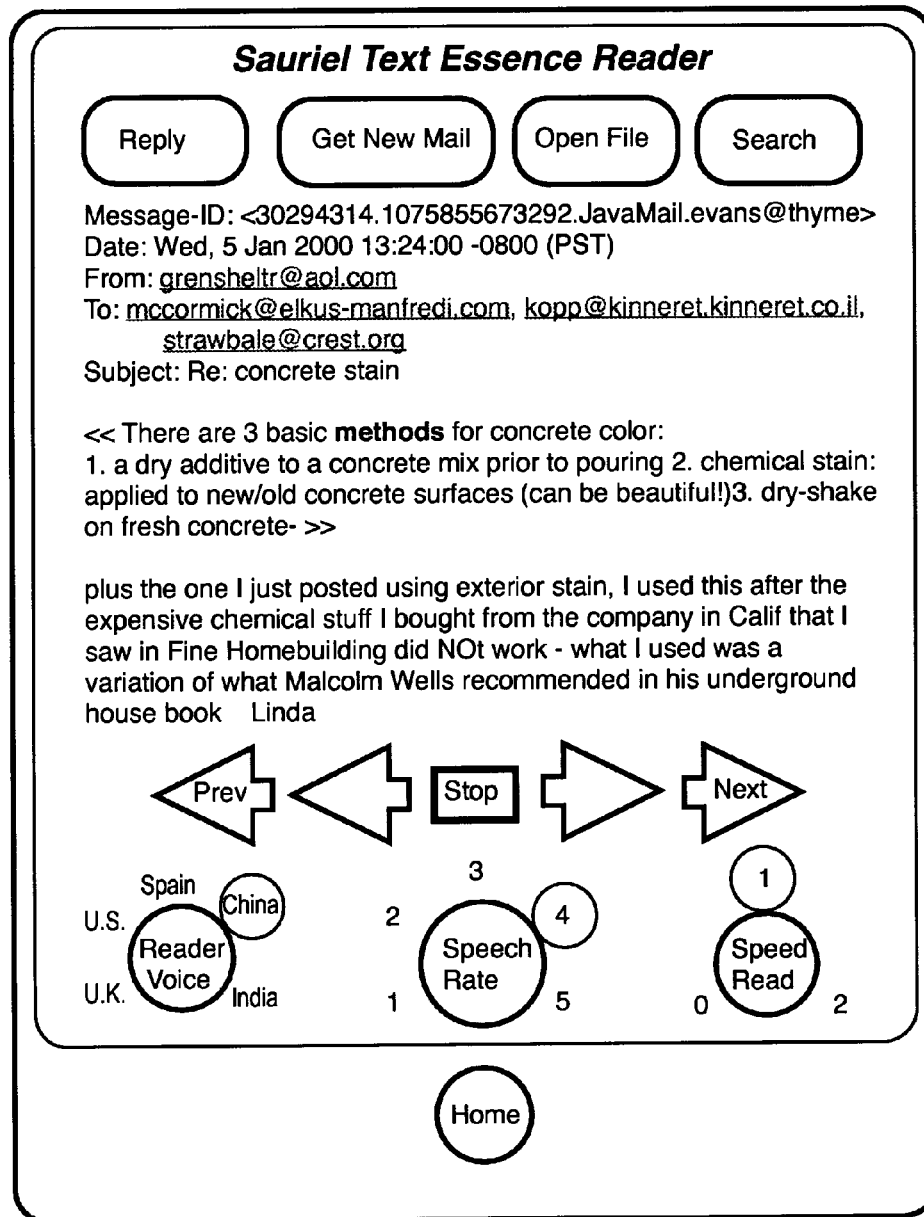 Sauriel Text Essence Reader
Reply Get New Mail Open File Search
Message-ID: <30294314.1075855673292.JavaMail.evans@thyme>
Date: Wed, 5 Jan 2000 13:24:00 -0800 (PST)
From: grensheltr@aol.com
To: mccormick@elkus-manfredi.com, kopp@kinneret.kinneret.co.il,
strawbale@crest.org
Subject: Re: concrete stain
<< There are 3 basic methods for concrete color:
1. a dry additive to a concrete mix prior to pouring 2. chemical stain:
applied to new/old concrete surfaces (can be beautiful!)3. dry-shake
on fresh concrete- >>
plus the one I just posted using exterior stain, I used this after the
expensive chemical stuff I bought from the company in Calif that I
saw in Fine Homebuilding did NOt work - what I used was a
variation of what Malcolm Wells recommended in his underground
house book Linda
Prev Stop Next
Spain
China
U.S.
Reader
Voice
U.K.
India
3
2
4
Speech
Rate
1
5
1
Speed
Read
0
2
Home